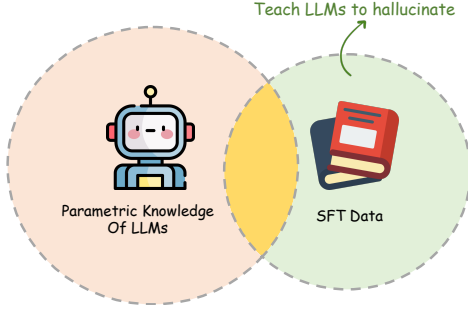 Teach LLMs to hallucinate
Parametric Knowledge
Of LLMs
SFT Data